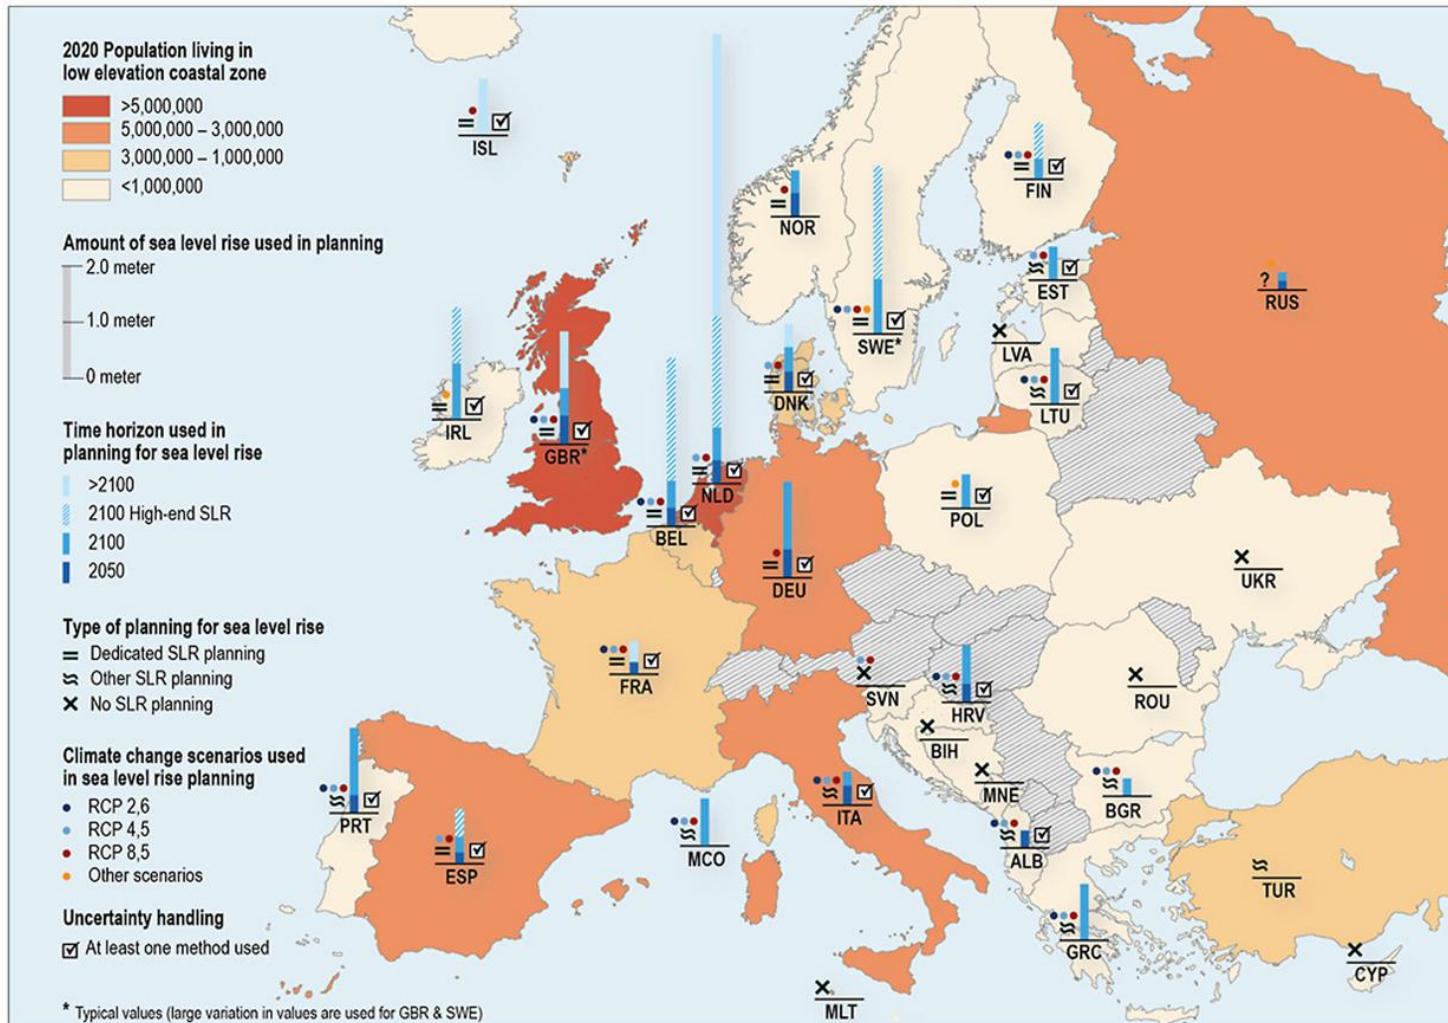 2020 Population living in
low elevation coastal zone
>5,000,000
5,000,000 – 3,000,000
3,000,000 – 1,000,000
<1,000,000
Amount of sea level rise used in planning
2.0 meter
1.0 meter
0 meter
Time horizon used in
planning for sea level rise
>2100
2100 High-end SLR
2100
2050
Type of planning for sea level rise
Dedicated SLR planning
Other SLR planning
No SLR planning
Climate change scenarios used
in sea level rise planning
RCP 2,6
RCP 4,5
RCP 8,5
Other scenarios
Uncertainty handling
At least one method used
* Typical values (large variation in values are used for GBR & SWE)
ISL
NOR
FIN
SWE*
EST
?
RUS
LVA
LTU
DNK
IRL
GBR*
NLD
BEL
POL
DEU
UKR
FRA
SVN
HRV
ROU
BIH
MNE
BGR
PRT
ESP
MCO
ITA
ALB
TUR
GRC
CYP
MLT